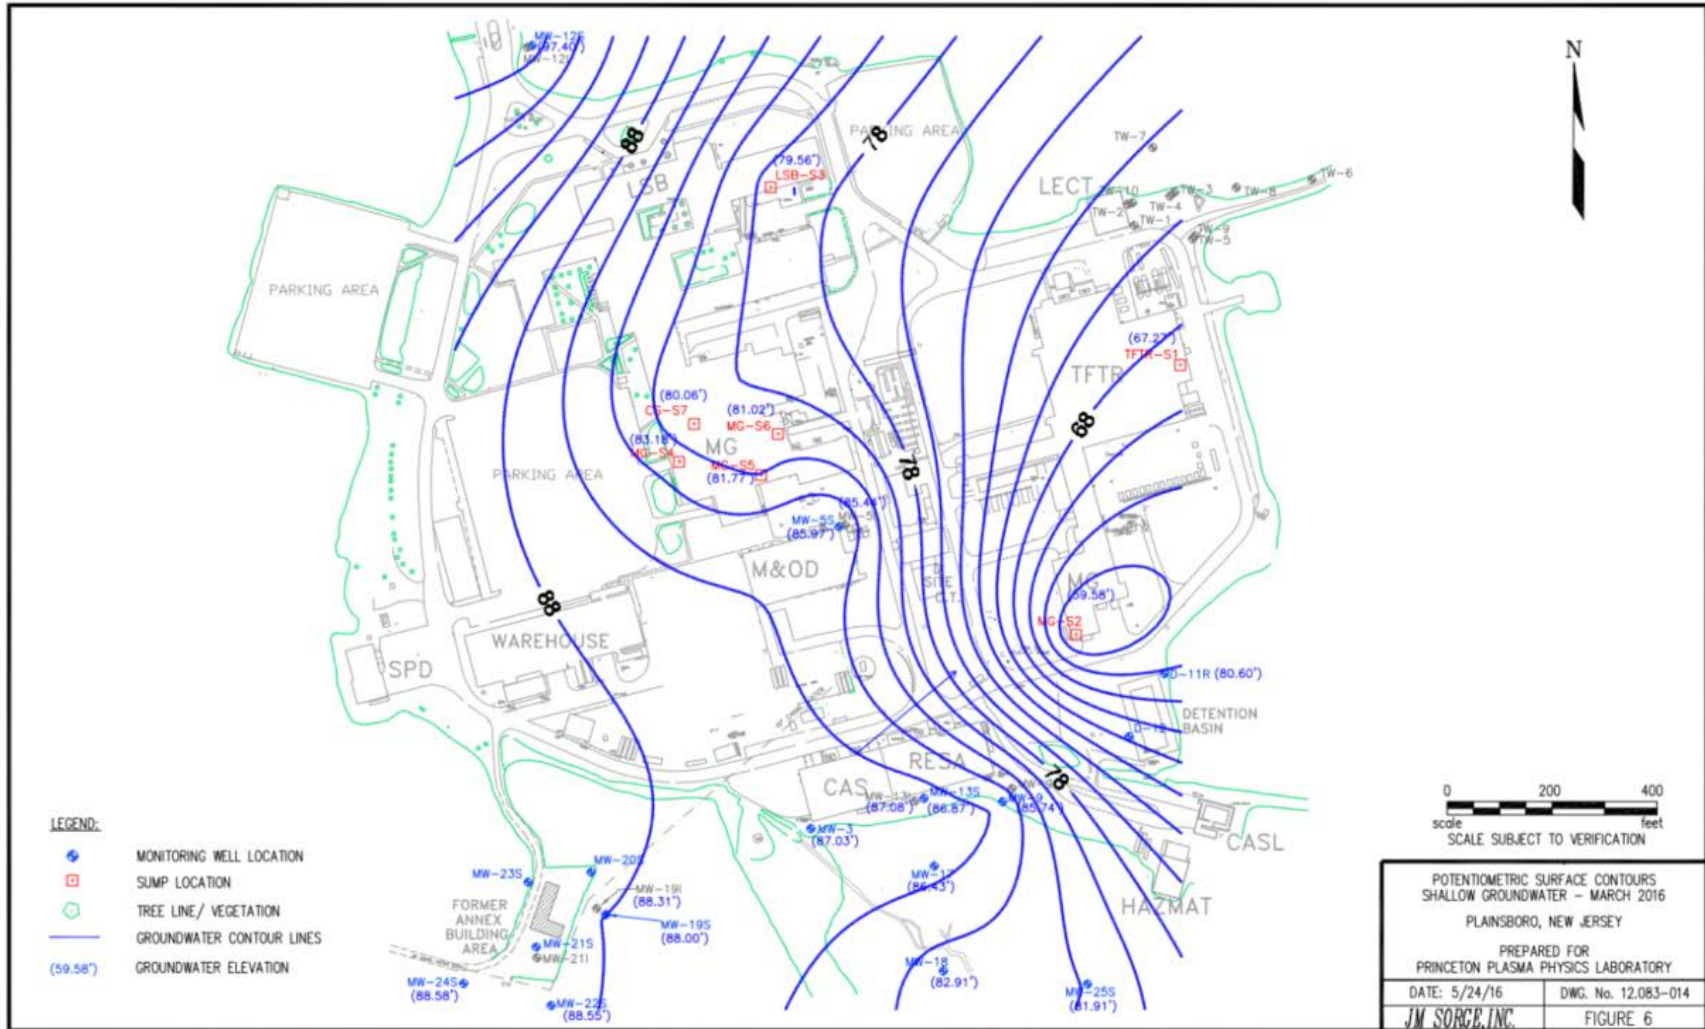 MW-12S
(97.40')
MW-12I
N
88
LSB
(79.56')
LSB-S3
PARKING AREA
78
TW-7
LECT
TW-10
TW-3
TW-8
TW-6
TW-2
TW-4
TW-1
TW-9
TW-5
PARKING AREA
(67.27')
TFTR-S1
TFTR
(80.06')
CS-S7
(81.02')
MG-S6
68
(83.18')
MG-S4
MG
MG-S5
(81.77')
PARKING AREA
78
(85.44')
MW-5S
MW-5I
(85.97')
M&OD
D
SITE
C.T.
MG
(59.58')
88
MG-S2
WAREHOUSE
SPD
D-11R (80.60')
DETENTION
BASIN
D-12
RESA
CAS
78
MW-13I
MW-13S
MW-9
(87.08')
(86.87')
(85.74')
MW-3
(87.03')
CASL
MW-17
(86.43')
HAZMAT
MW-20S
MW-23S
MW-19I
(88.31')
MW-19S
(88.00')
FORMER
ANNEX
BUILDING
AREA
MW-21S
MW-21I
MW-24S
(88.58')
MW-22S
(88.55')
MW-18
(82.91')
MW-25S
(81.91')
LEGEND:
MONITORING WELL LOCATION
SUMP LOCATION
TREE LINE/ VEGETATION
GROUNDWATER CONTOUR LINES
(59.58') GROUNDWATER ELEVATION
0 200 400
scale feet
SCALE SUBJECT TO VERIFICATION
POTENTIOMETRIC SURFACE CONTOURS
SHALLOW GROUNDWATER - MARCH 2016
PLAINSBORO, NEW JERSEY
PREPARED FOR
PRINCETON PLASMA PHYSICS LABORATORY
DATE: 5/24/16 DWG. No. 12.083-014
JM SORGE,INC. FIGURE 6